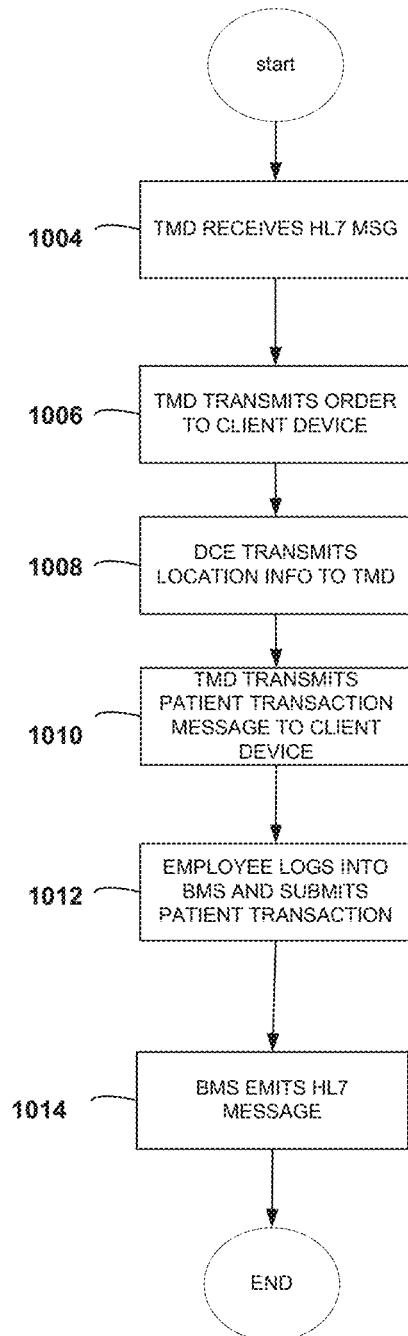 start
1004
TMD RECEIVES HL7 MSG
1006
TMD TRANSMITS ORDER
TO CLIENT DEVICE
1008
DCE TRANSMITS
LOCATION INFO TO TMD
1010
TMD TRANSMITS
PATIENT TRANSACTION
MESSAGE TO CLIENT
DEVICE
1012
EMPLOYEE LOGS INTO
BMS AND SUBMITS
PATIENT TRANSACTION
1014
BMS EMITS HL7
MESSAGE
END